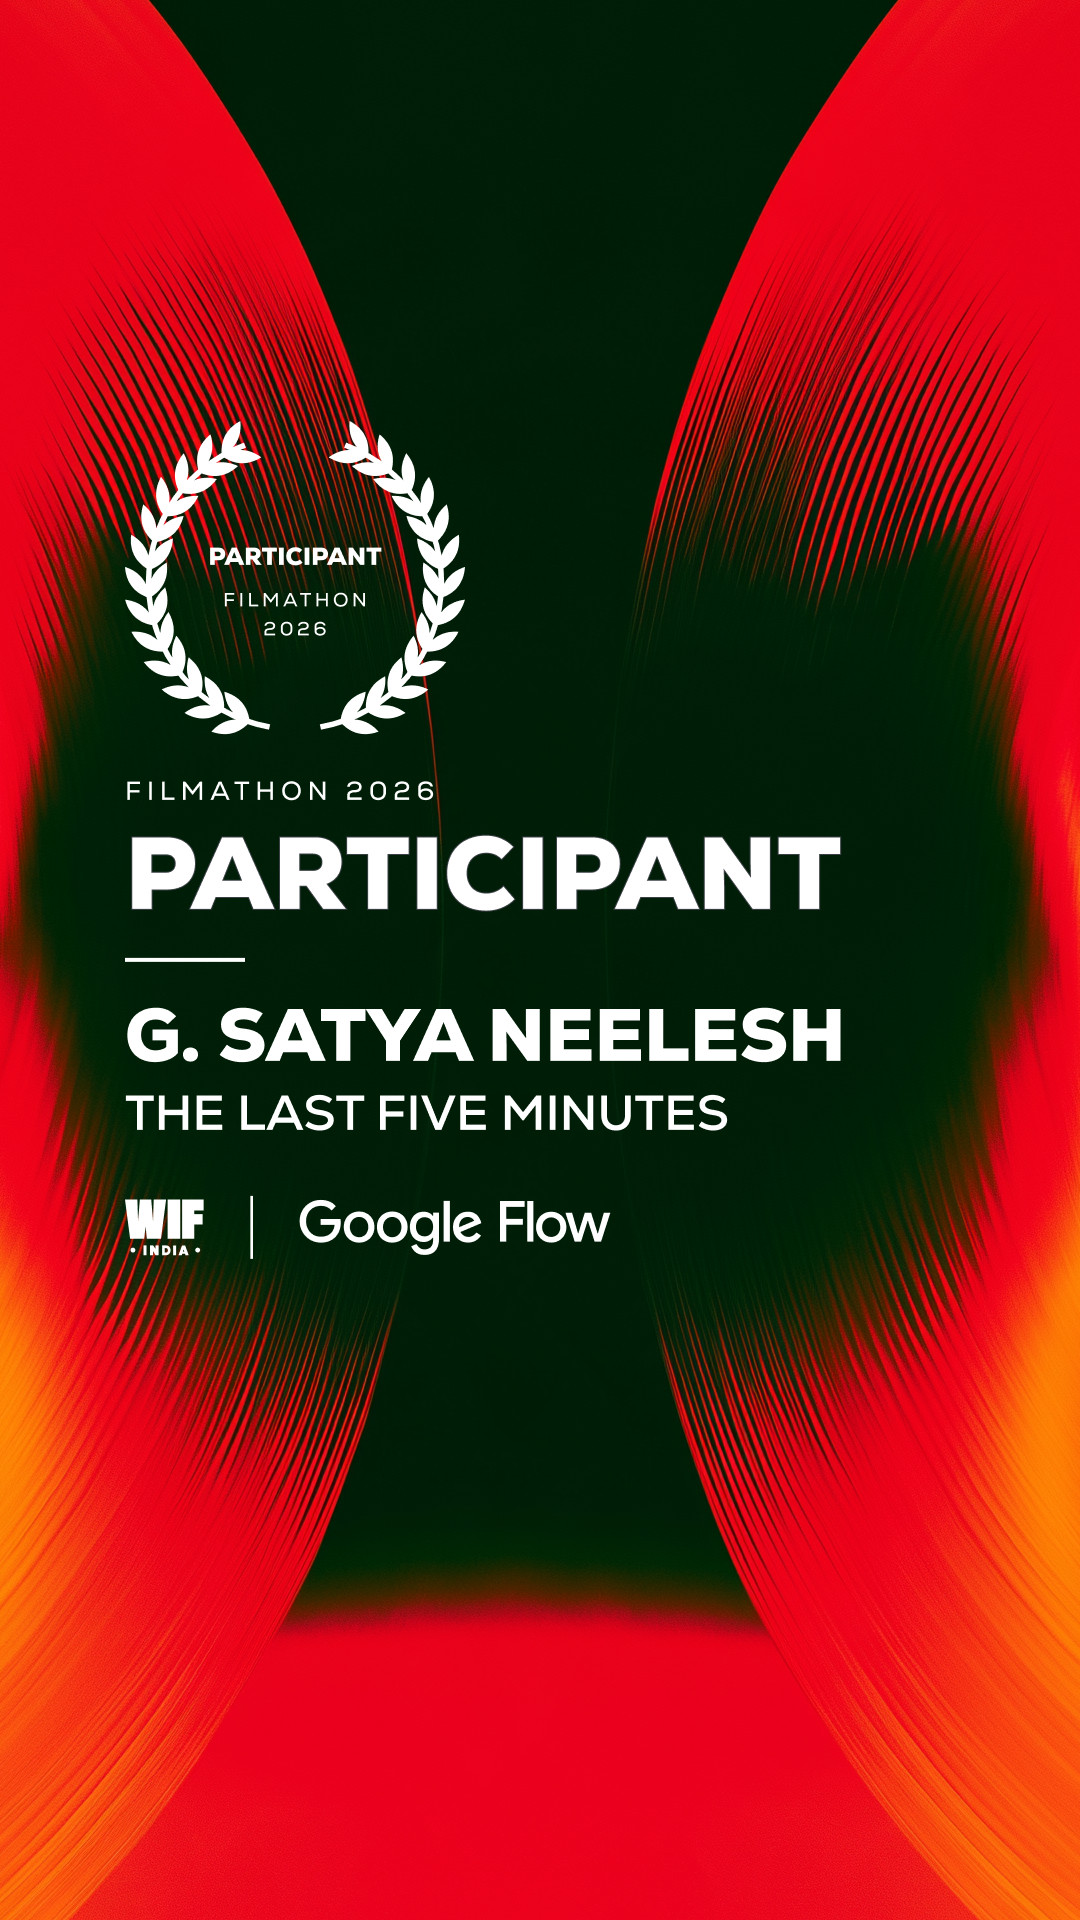 PARTICIPANT
FILMATHON
2026
FILMATHON 2026
PARTICIPANT
G. SATYA NEELESH
THE LAST FIVE MINUTES
WIF
• INDIA •
Google Flow